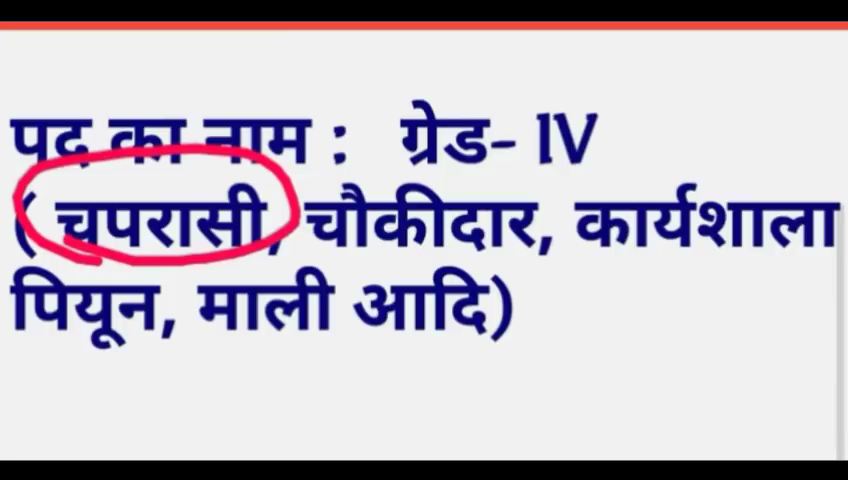 पद का नाम : ग्रेड- IV
( चपरासी, चौकीदार, कार्यशाला
पियून, माली आदि)